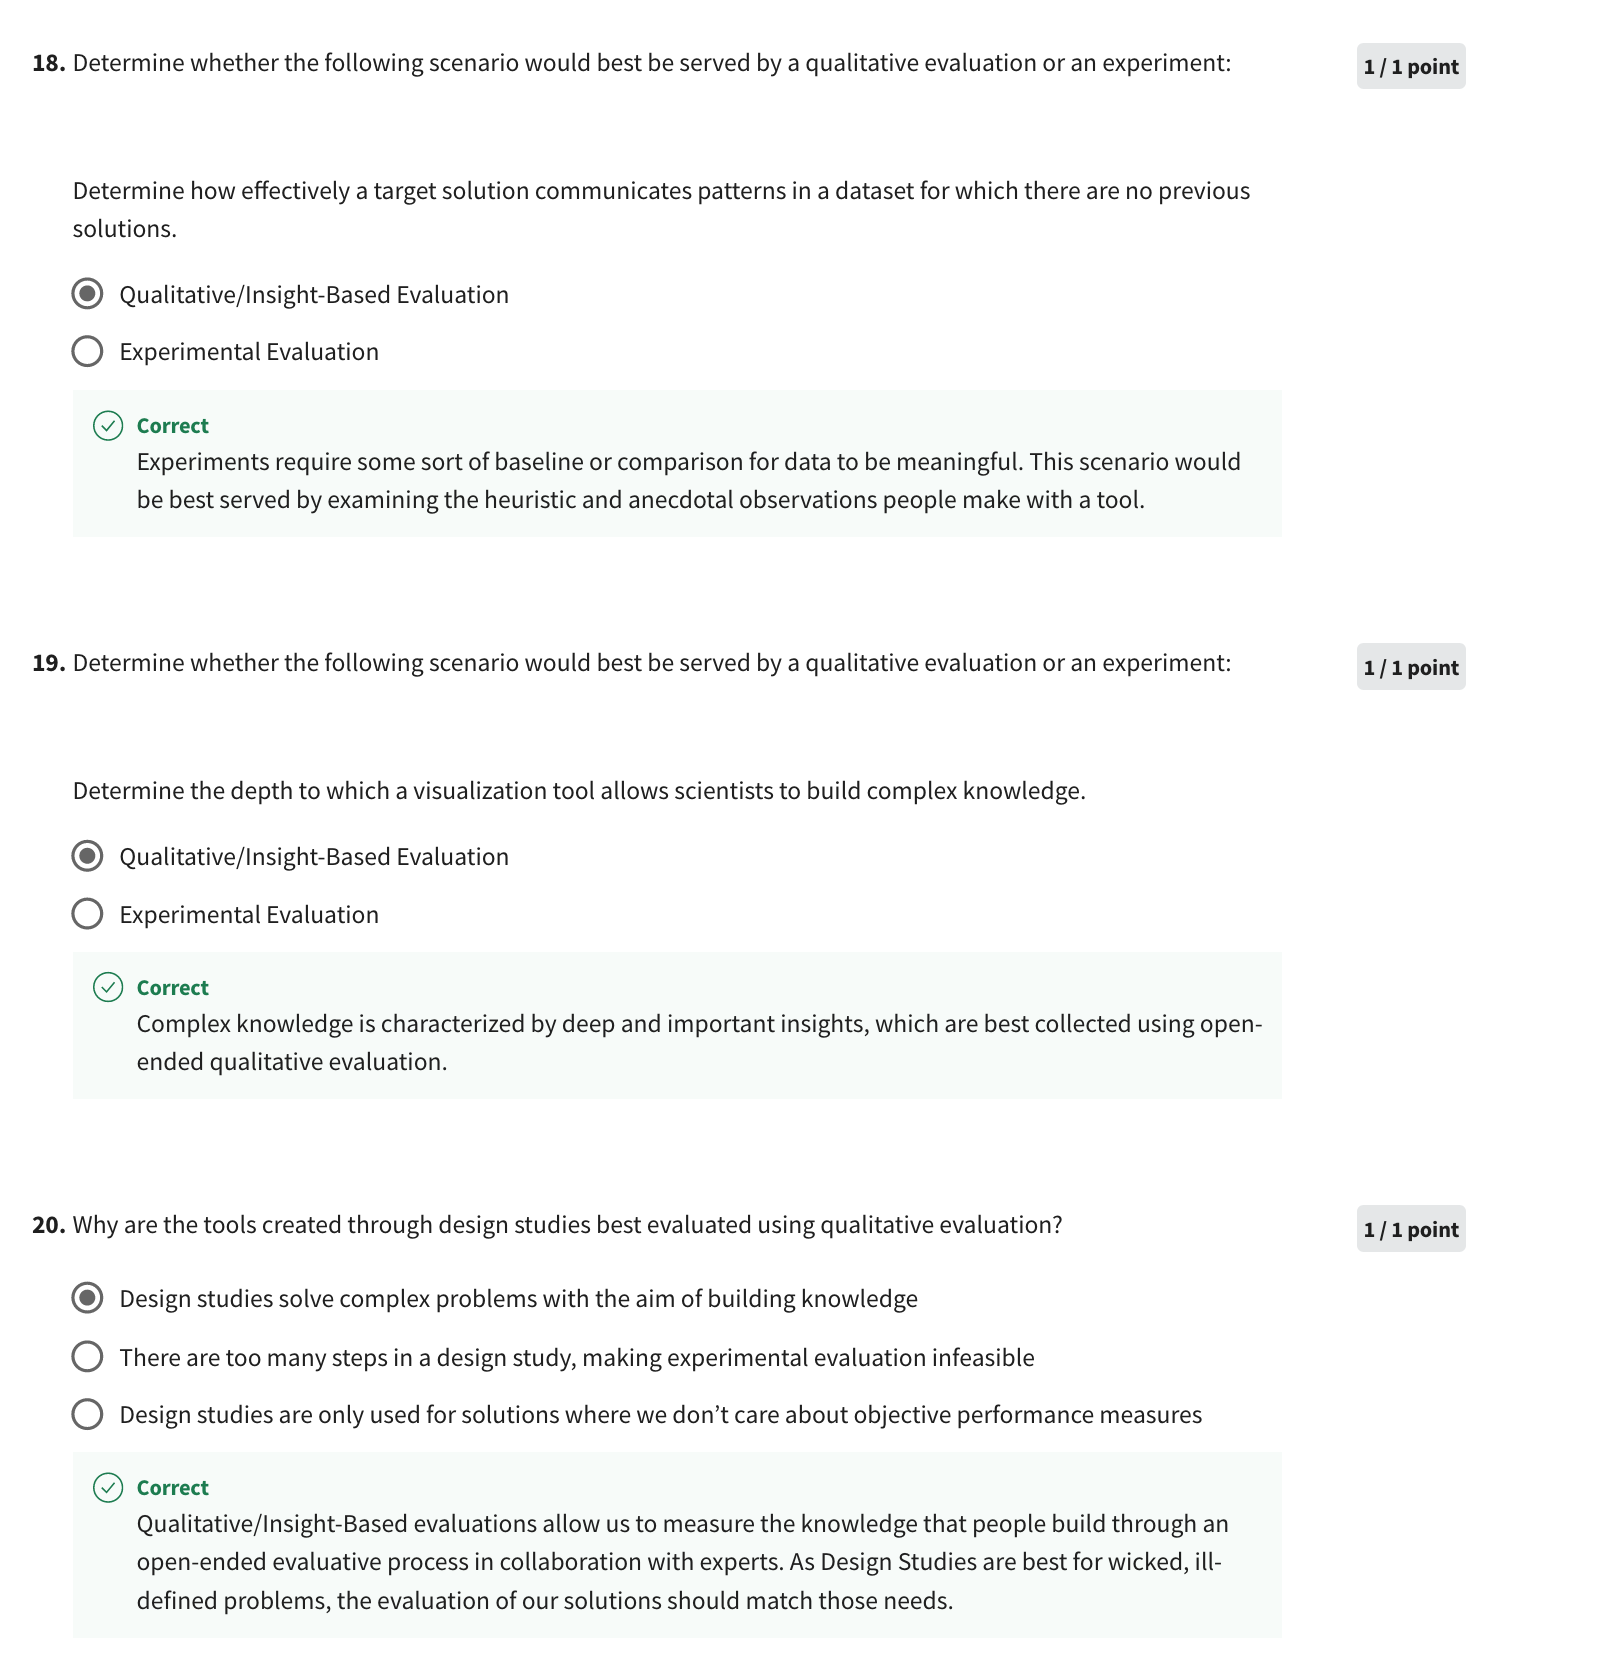 18. Determine whether the following scenario would best be served by a qualitative evaluation or an experiment:
1 / 1 point
Determine how effectively a target solution communicates patterns in a dataset for which there are no previous
solutions.
Qualitative/Insight-Based Evaluation
Experimental Evaluation
Correct
Experiments require some sort of baseline or comparison for data to be meaningful. This scenario would
be best served by examining the heuristic and anecdotal observations people make with a tool.
19. Determine whether the following scenario would best be served by a qualitative evaluation or an experiment:
1 / 1 point
Determine the depth to which a visualization tool allows scientists to build complex knowledge.
Qualitative/Insight-Based Evaluation
Experimental Evaluation
Correct
Complex knowledge is characterized by deep and important insights, which are best collected using open-
ended qualitative evaluation.
20. Why are the tools created through design studies best evaluated using qualitative evaluation?
1 / 1 point
Design studies solve complex problems with the aim of building knowledge
There are too many steps in a design study, making experimental evaluation infeasible
Design studies are only used for solutions where we don’t care about objective performance measures
Correct
Qualitative/Insight-Based evaluations allow us to measure the knowledge that people build through an
open-ended evaluative process in collaboration with experts. As Design Studies are best for wicked, ill-
defined problems, the evaluation of our solutions should match those needs.